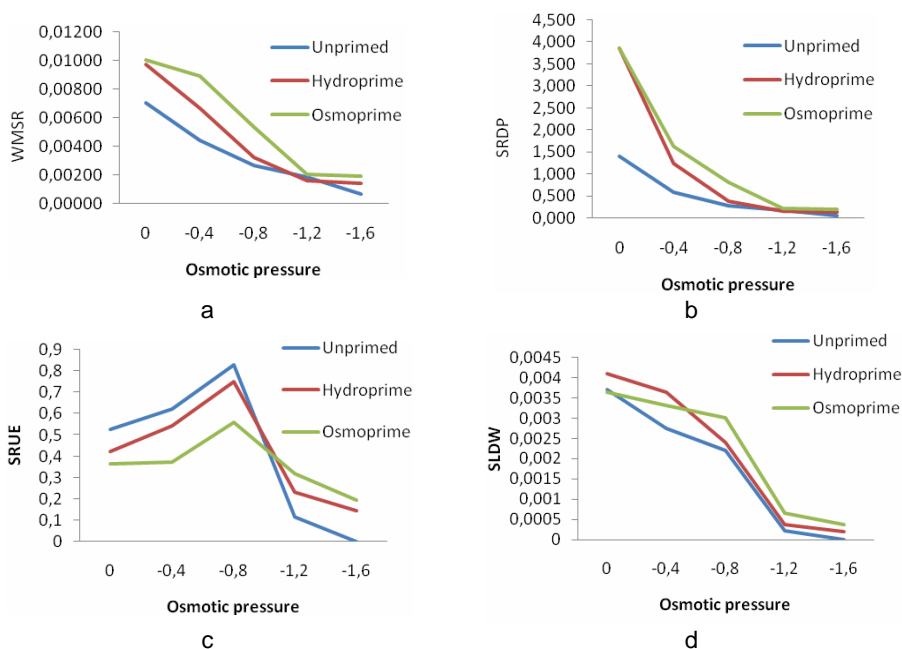 0,01200
0,01000
0,00800
0,00600
0,00400
0,00200
0,00000
WMSR
Unprimed
Hydroprime
Osmoprime
0 -0,4 -0,8 -1,2 -1,6
Osmotic pressure
a
4,500
4,000
3,500
3,000
2,500
2,000
1,500
1,000
0,500
0,000
SRDP
Unprimed
Hydroprime
Osmoprime
0 -0,4 -0,8 -1,2 -1,6
Osmotic pressure
b
0,9
0,8
0,7
0,6
0,5
0,4
0,3
0,2
0,1
0
SRUE
Unprimed
Hydroprime
Osmoprime
0 -0,4 -0,8 -1,2 -1,6
Osmotic pressure
c
0,0045
0,004
0,0035
0,003
0,0025
0,002
0,0015
0,001
0,0005
0
SLDW
Unprimed
Hydroprime
Osmoprime
0 -0,4 -0,8 -1,2 -1,6
Osmotic pressure
d